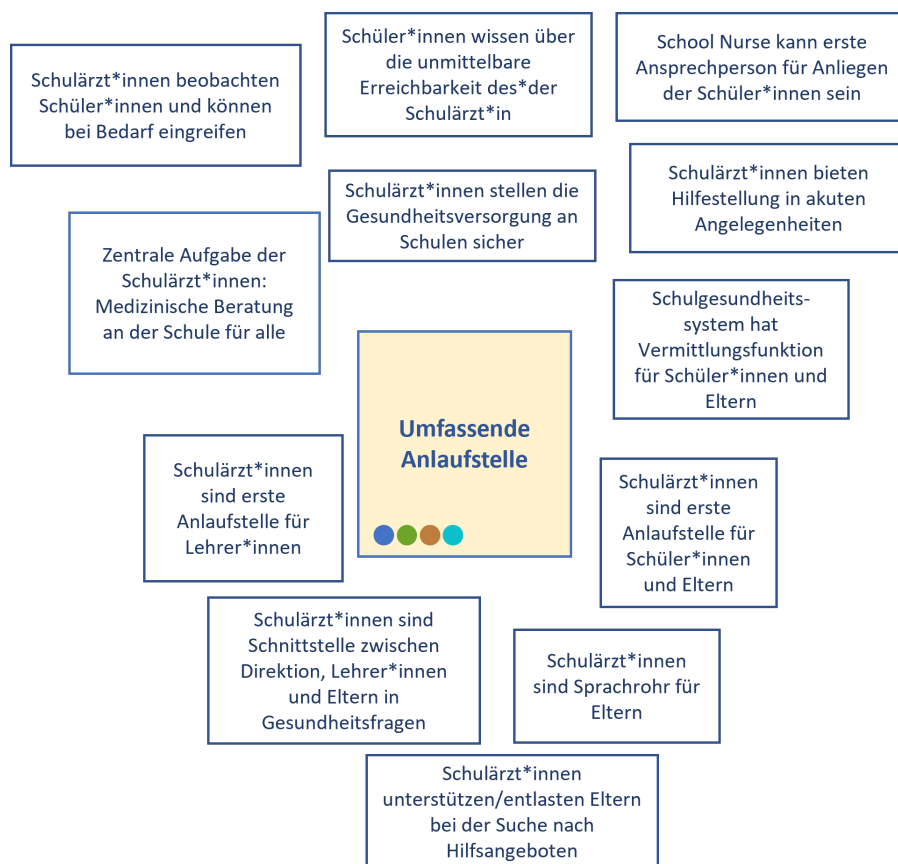 Schulärzt*innen beobachten
Schüler*innen und können
bei Bedarf eingreifen
Schüler*innen wissen über
die unmittelbare
Erreichbarkeit des*der
Schulärzt*in
School Nurse kann erste
Ansprechperson für Anliegen
der Schüler*innen sein
Schulärzt*innen stellen die
Gesundheitsversorgung an
Schulen sicher
Schulärzt*innen bieten
Hilfestellung in akuten
Angelegenheiten
Zentrale Aufgabe der
Schulärzt*innen:
Medizinische Beratung
an der Schule für alle
Schulgesundheits-
system hat
Vermittlungsfunktion
für Schüler*innen und
Eltern
Umfassende
Anlaufstelle
Schulärzt*innen
sind erste
Anlaufstelle für
Lehrer*innen
Schulärzt*innen
sind erste
Anlaufstelle für
Schüler*innen
und Eltern
Schulärzt*innen sind
Schnittstelle zwischen
Direktion, Lehrer*innen
und Eltern in
Gesundheitsfragen
Schulärzt*innen
sind Sprachrohr für
Eltern
Schulärzt*innen
unterstützen/entlasten Eltern
bei der Suche nach
Hilfsangeboten